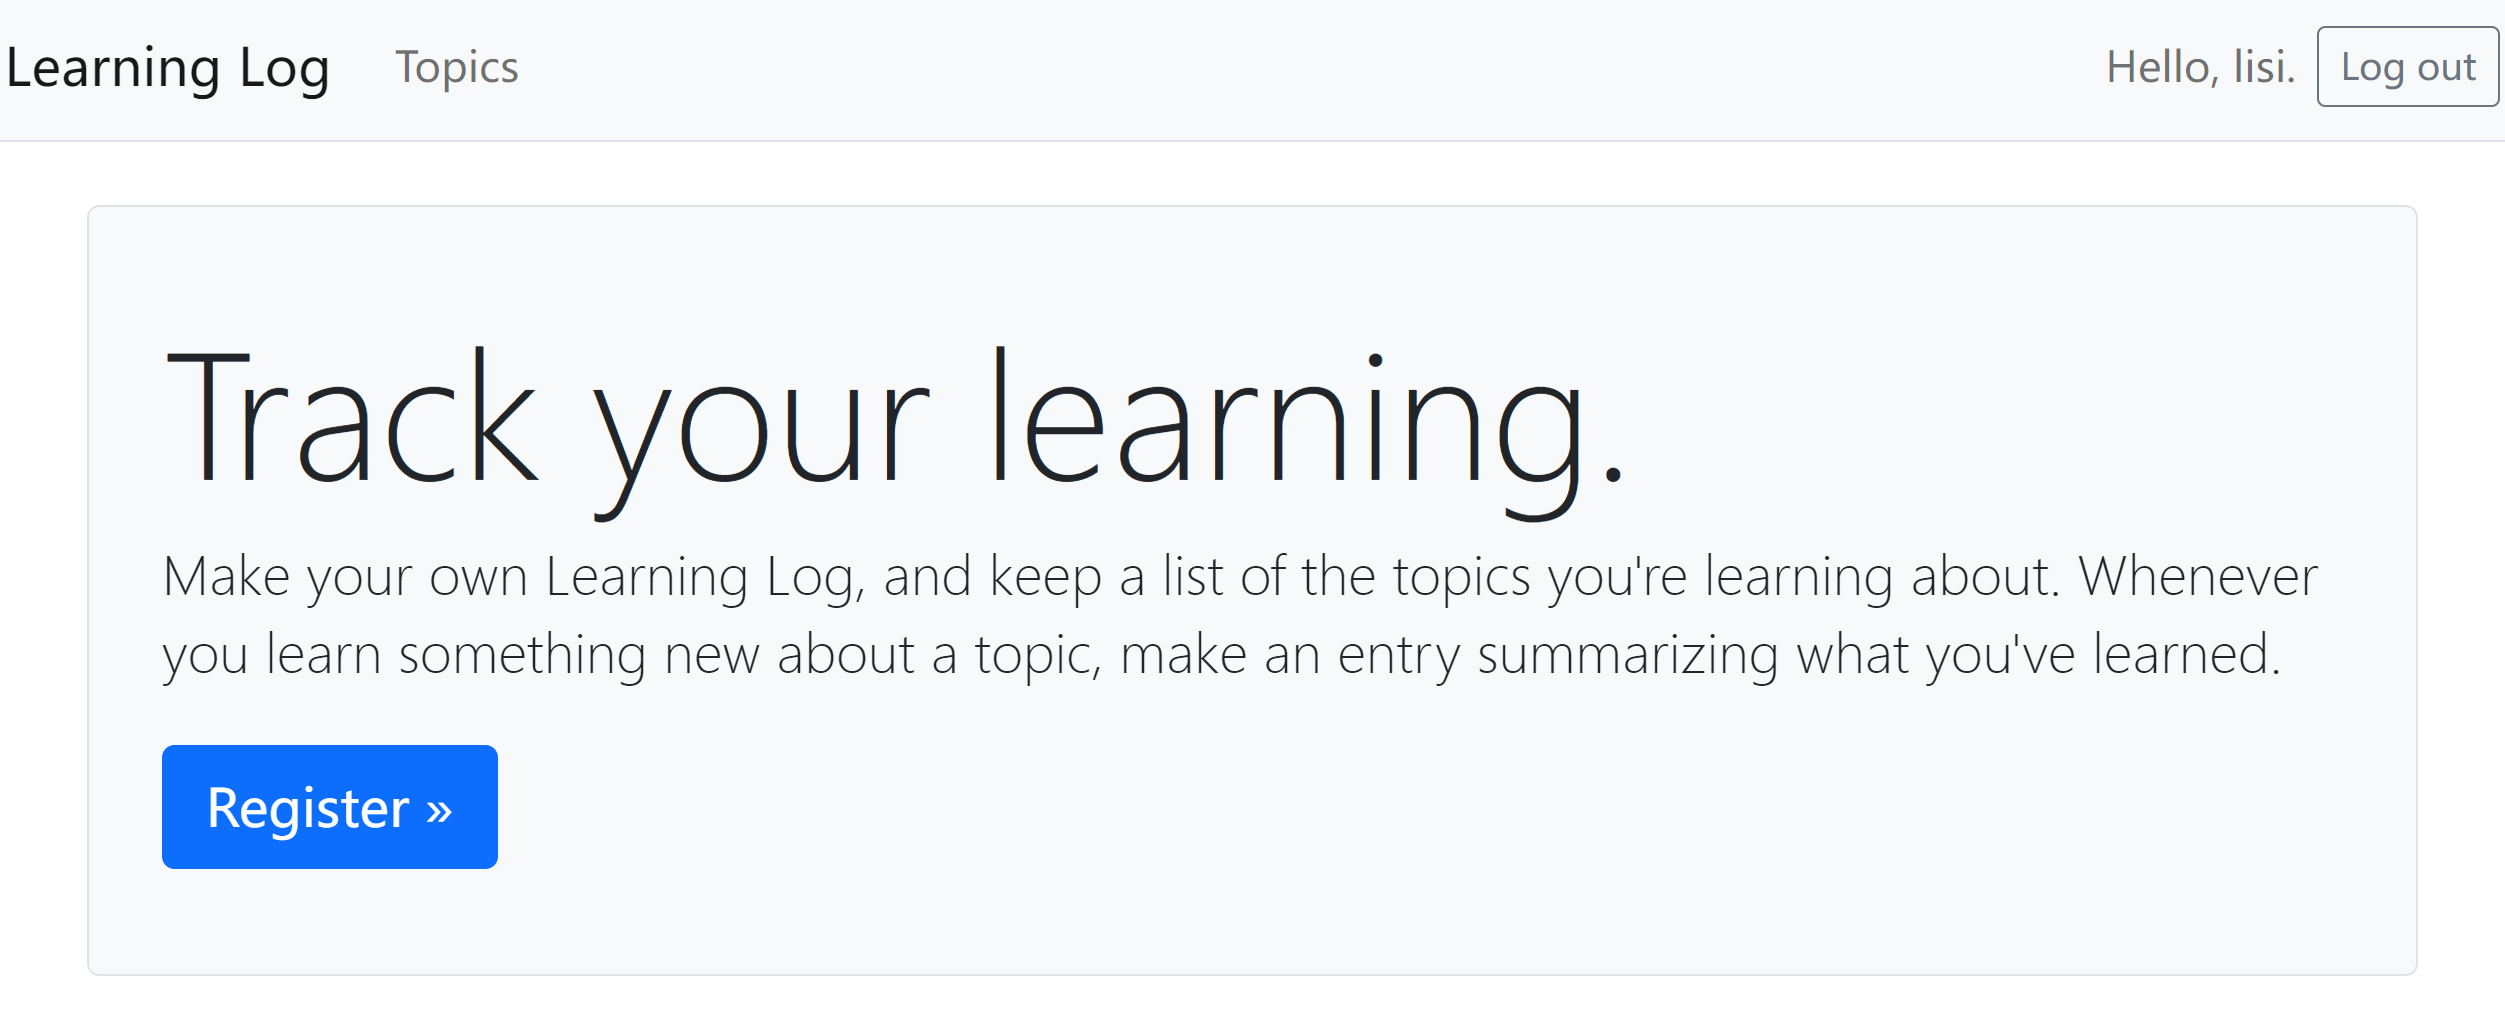 Learning Log Topics Hello, lisi. Log out
Track your learning.
Make your own Learning Log, and keep a list of the topics you're learning about. Whenever
you learn something new about a topic, make an entry summarizing what you've learned.
Register »